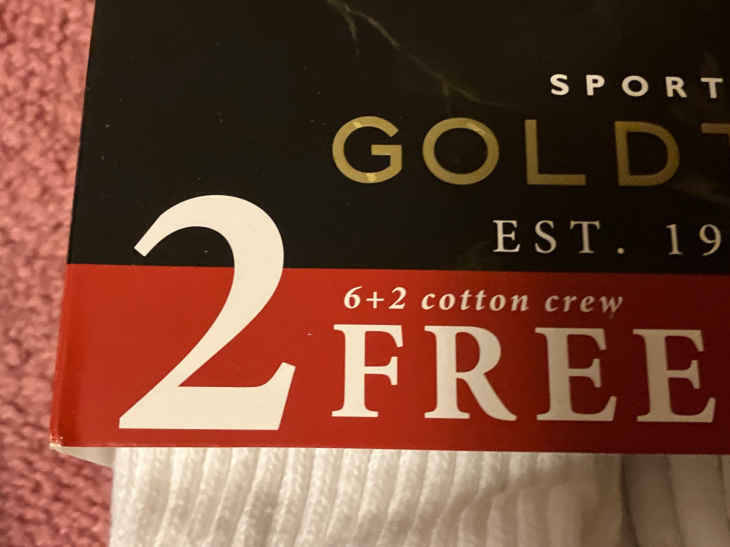 SPORT
GOLDT
EST. 19
6+2 cotton crew
2 FREE